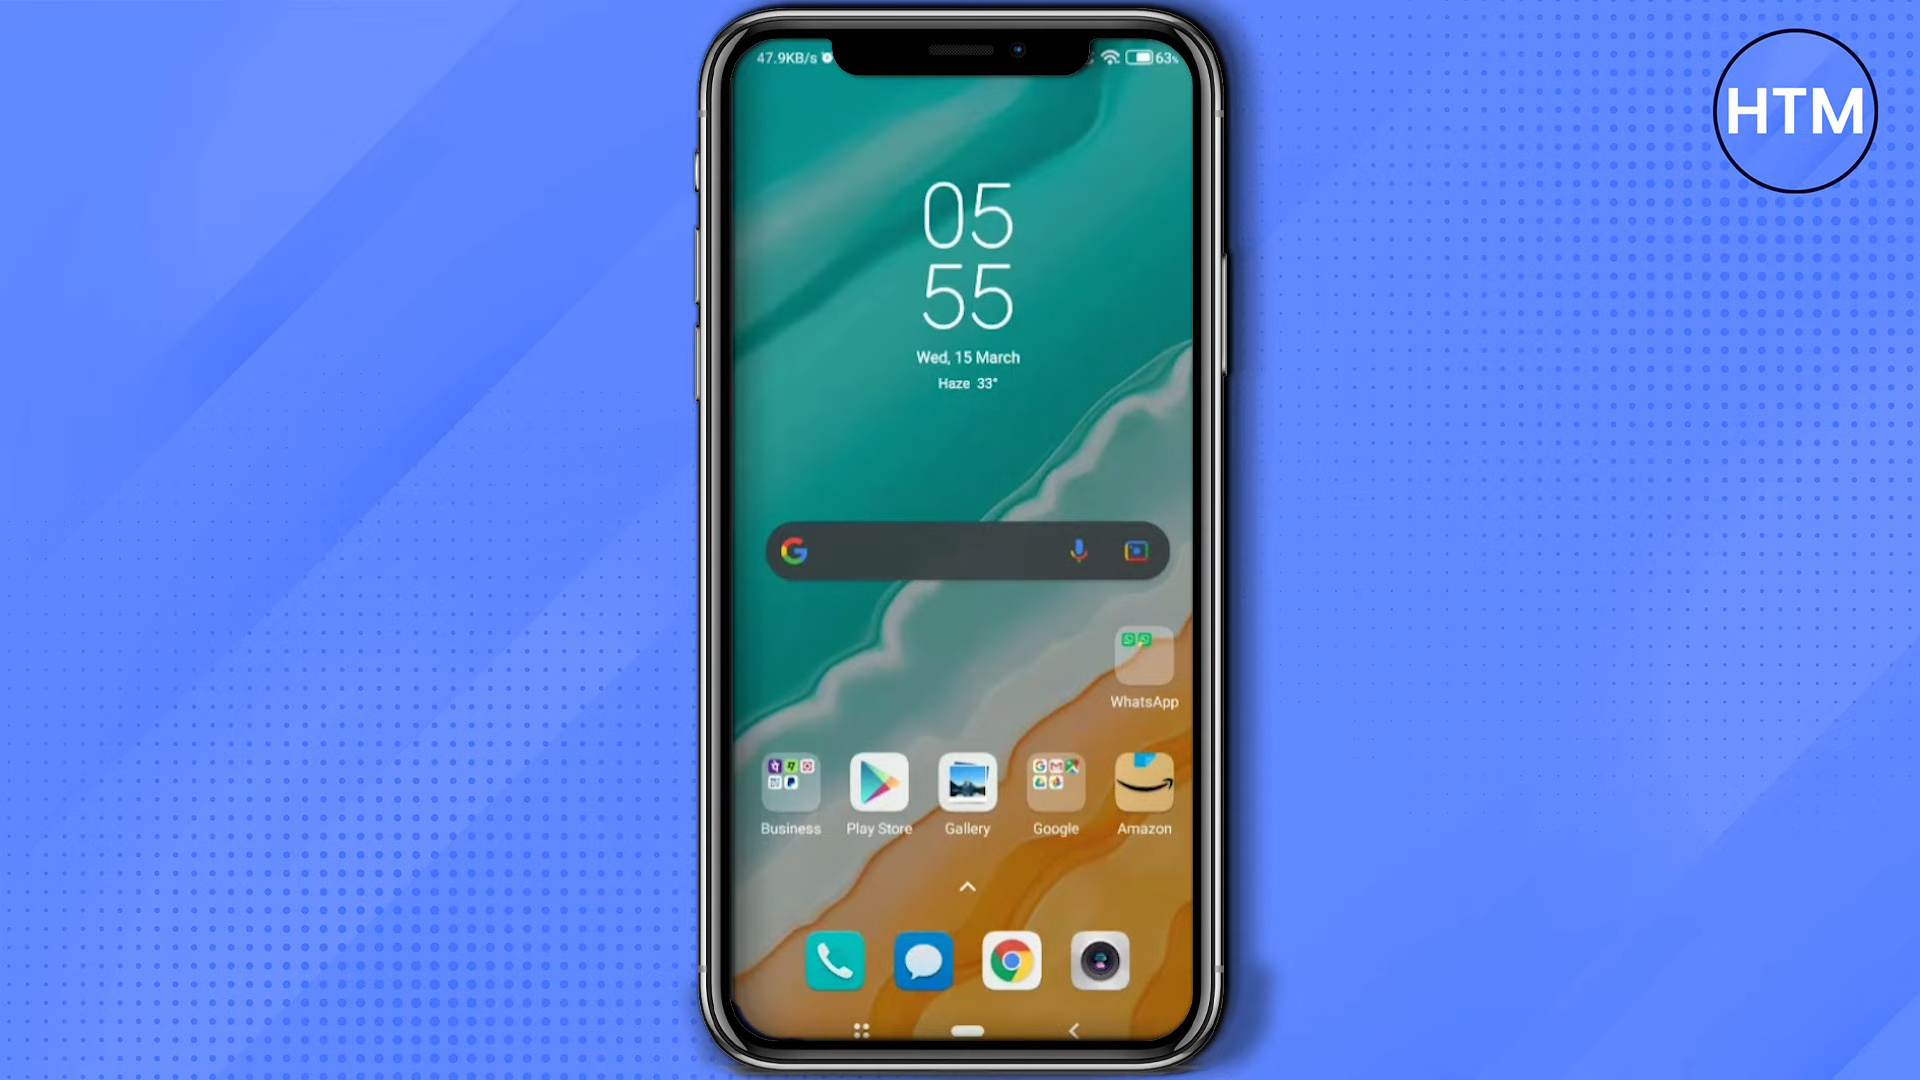 47.9KB/s
63%
HTM
05
55
Wed, 15 March
Haze 33°
WhatsApp
Business
Play Store
Gallery
Google
Amazon